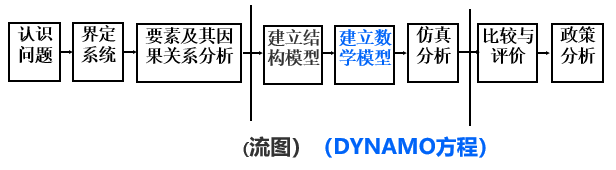 认识
问题
界定
系统
要素及其因
果关系分析
建立结
构模型
建立数
学模型
仿真
分析
比较与
评价
政策
分析
(流图）（DYNAMO方程）